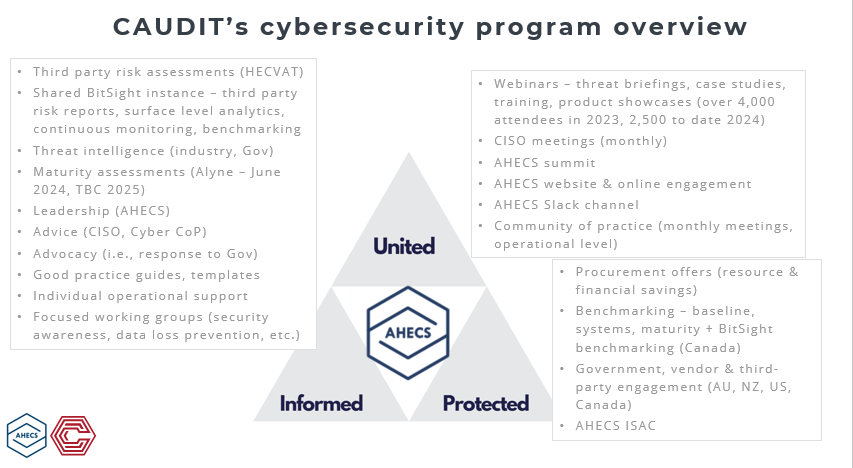 CAUDIT’s cybersecurity program overview
• Third party risk assessments (HECVAT)
• Shared BitSight instance – third party
risk reports, surface level analytics,
continuous monitoring, benchmarking
• Threat intelligence (industry, Gov)
• Maturity assessments (Alyne – June
2024, TBC 2025)
• Leadership (AHECS)
• Advice (CISO, Cyber CoP)
• Advocacy (i.e., response to Gov)
• Good practice guides, templates
• Individual operational support
• Focused working groups (security
awareness, data loss prevention, etc.)
• Webinars – threat briefings, case studies,
training, product showcases (over 4,000
attendees in 2023, 2,500 to date 2024)
• CISO meetings (monthly)
• AHECS summit
• AHECS website & online engagement
• AHECS Slack channel
• Community of practice (monthly meetings,
operational level)
• Procurement offers (resource &
financial savings)
• Benchmarking – baseline,
systems, maturity + BitSight
benchmarking (Canada)
• Government, vendor & third-
party engagement (AU, NZ, US,
Canada)
• AHECS ISAC
United
AHECS
Informed
Protected
AHECS